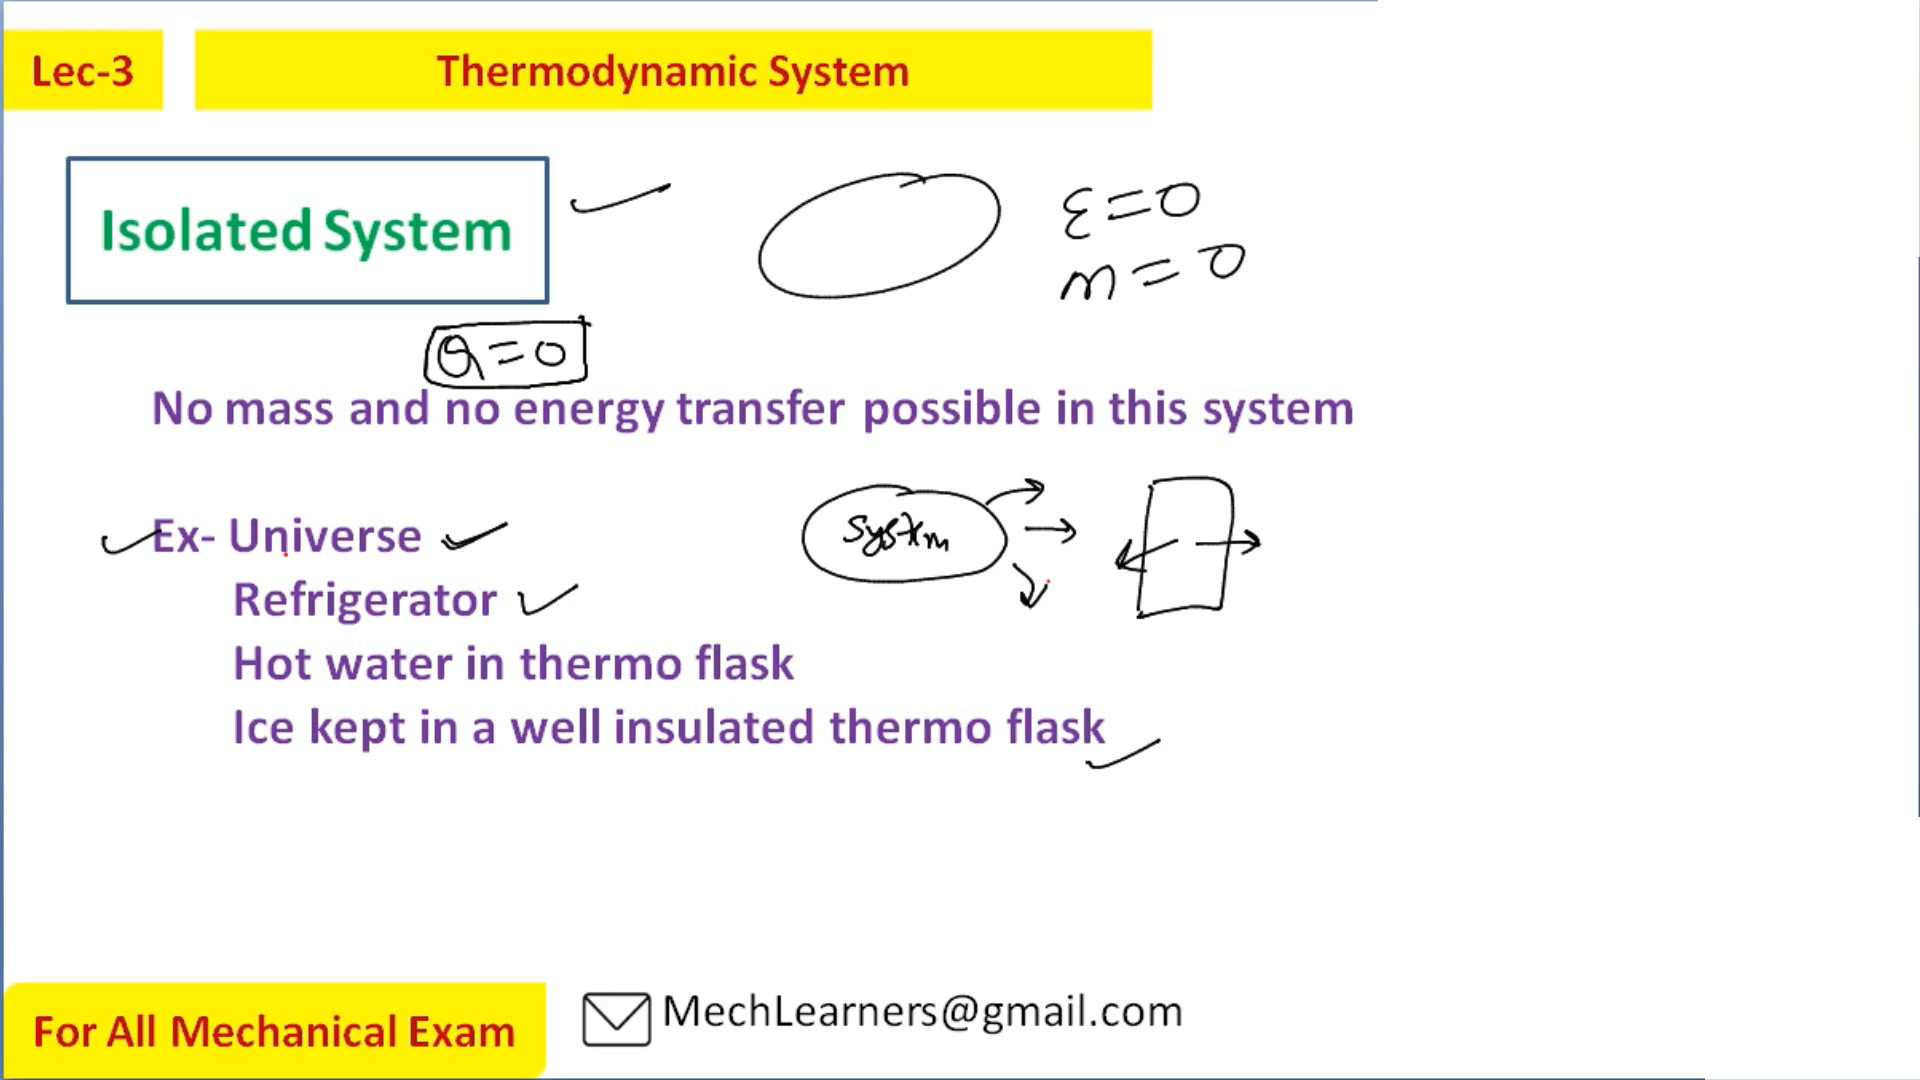 Lec-3
Thermodynamic System
Isolated System
ε=0
m=0
Q=0
No mass and no energy transfer possible in this system
Ex- Universe
System
Refrigerator
Hot water in thermo flask
Ice kept in a well insulated thermo flask
For All Mechanical Exam
MechLearners@gmail.com